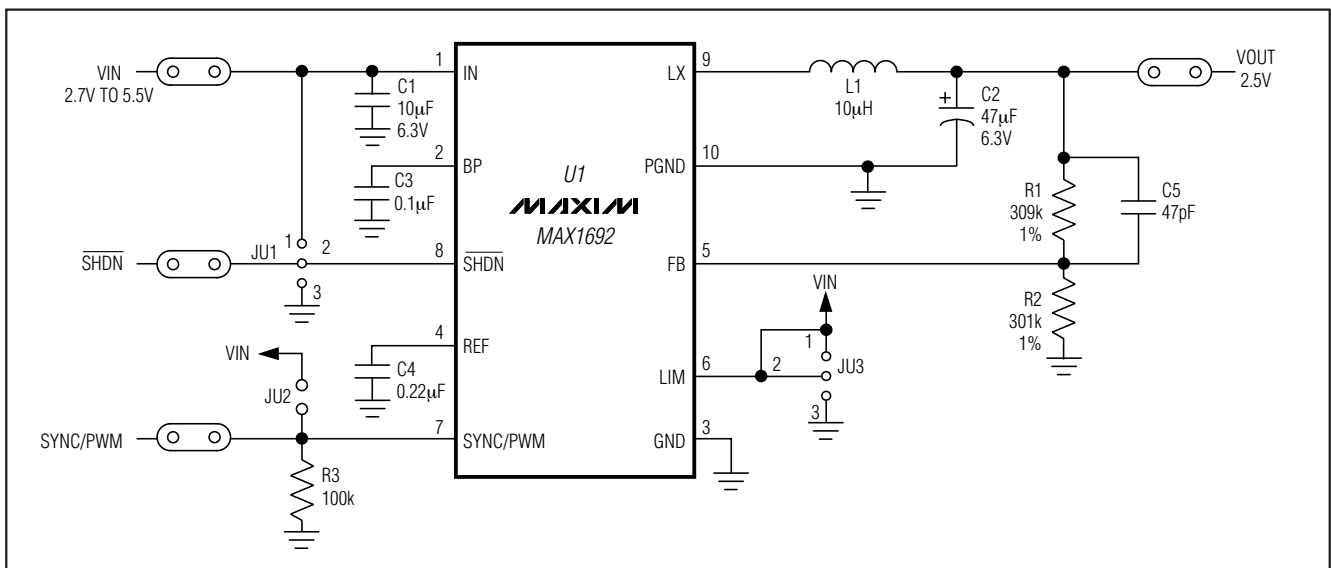 VIN
2.7V TO 5.5V
C1
10μF
6.3V
1
IN
2
BP
C3
0.1μF
SHDN
JU1
1
2
3
8
SHDN
4
REF
C4
0.22μF
VIN
JU2
SYNC/PWM
7
SYNC/PWM
R3
100k
U1
MAXIM
MAX1692
9
LX
L1
10μH
C2
+
47μF
6.3V
VOUT
2.5V
10
PGND
R1
309k
1%
C5
47pF
5
FB
R2
301k
1%
VIN
1
2
JU3
3
6
LIM
3
GND